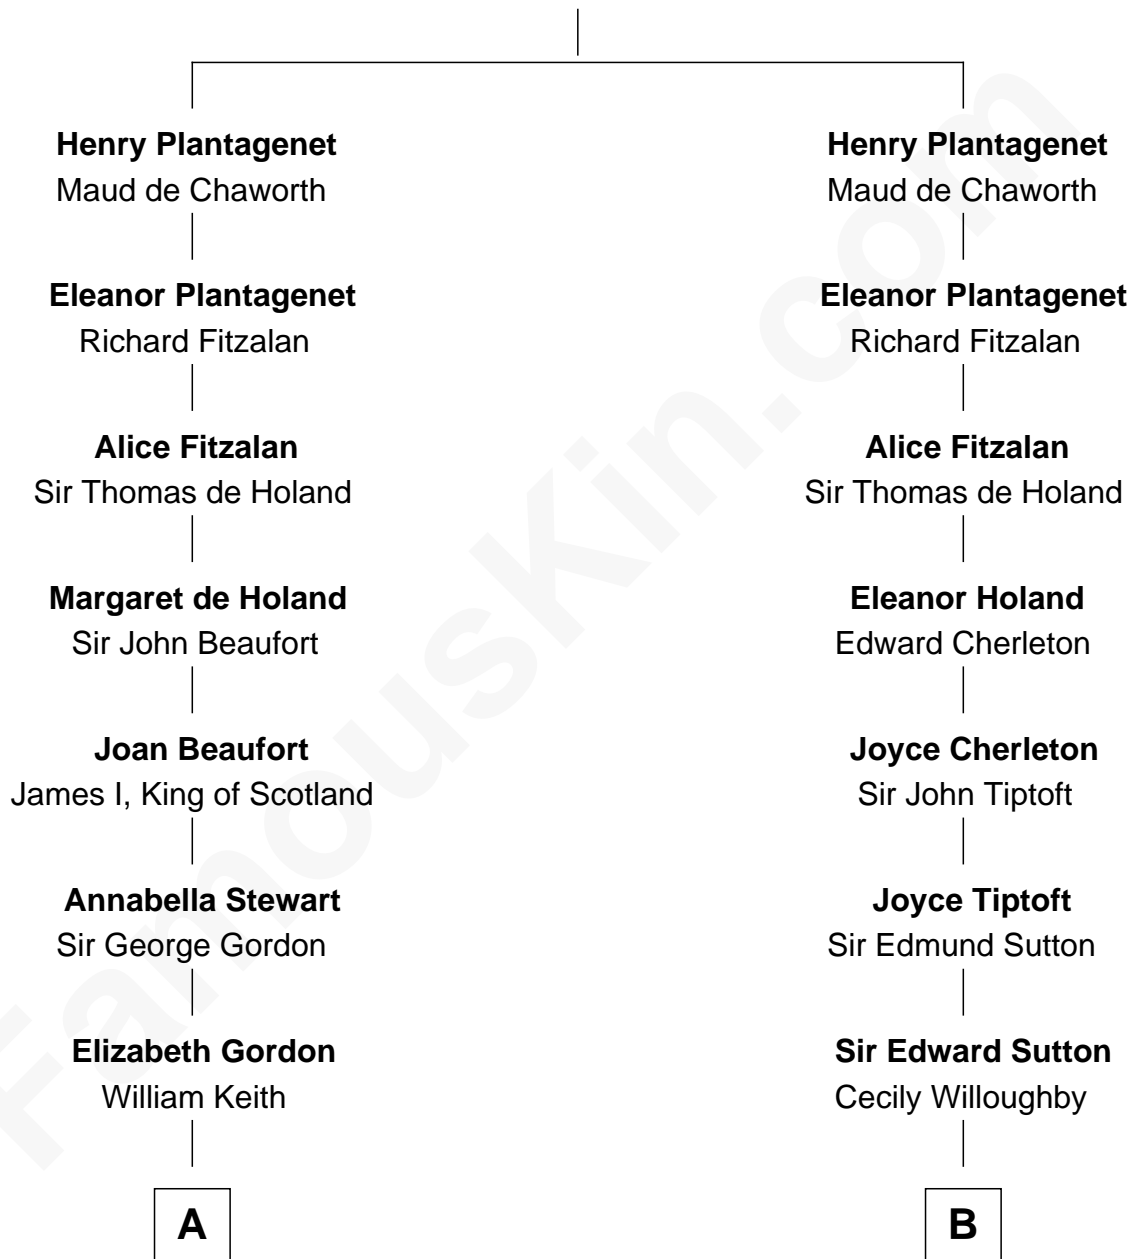 Henry Plantagenet
Maud de Chaworth
Eleanor Plantagenet
Richard Fitzalan
Alice Fitzalan
Sir Thomas de Holand
Margaret de Holand
Sir John Beaufort
Joan Beaufort
James I, King of Scotland
Annabella Stewart
Sir George Gordon
Elizabeth Gordon
William Keith
A
Henry Plantagenet
Maud de Chaworth
Eleanor Plantagenet
Richard Fitzalan
Alice Fitzalan
Sir Thomas de Holand
Eleanor Holand
Edward Cherleton
Joyce Cherleton
Sir John Tiptoft
Joyce Tiptoft
Sir Edmund Sutton
Sir Edward Sutton
Cecily Willoughby
B
FamousKin.com